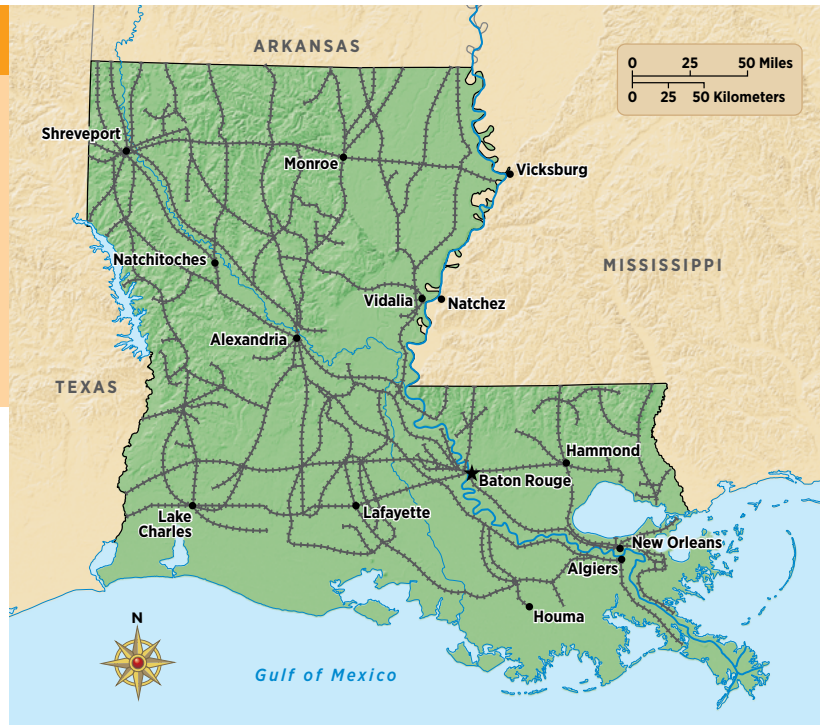 ARKANSAS
0 25 50 Miles
0 25 50 Kilometers
Shreveport
Monroe
Vicksburg
Natchitoches
MISSISSIPPI
Vidalia
Natchez
Alexandria
TEXAS
Hammond
Baton Rouge
Lake
Charles
Lafayette
New Orleans
Algiers
Houma
N
Gulf of Mexico